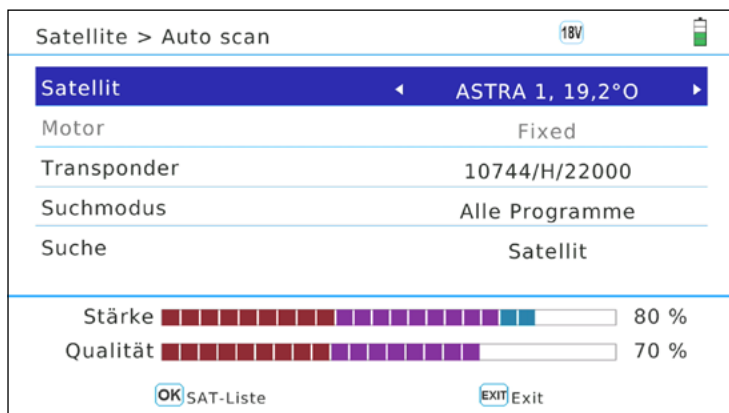 Satellite > Auto scan 18V
Satellit ASTRA 1, 19,2°O
Motor Fixed
Transponder 10744/H/22000
Suchmodus Alle Programme
Suche Satellit
Stärke 80 %
Qualität 70 %
OK SAT-Liste EXIT Exit